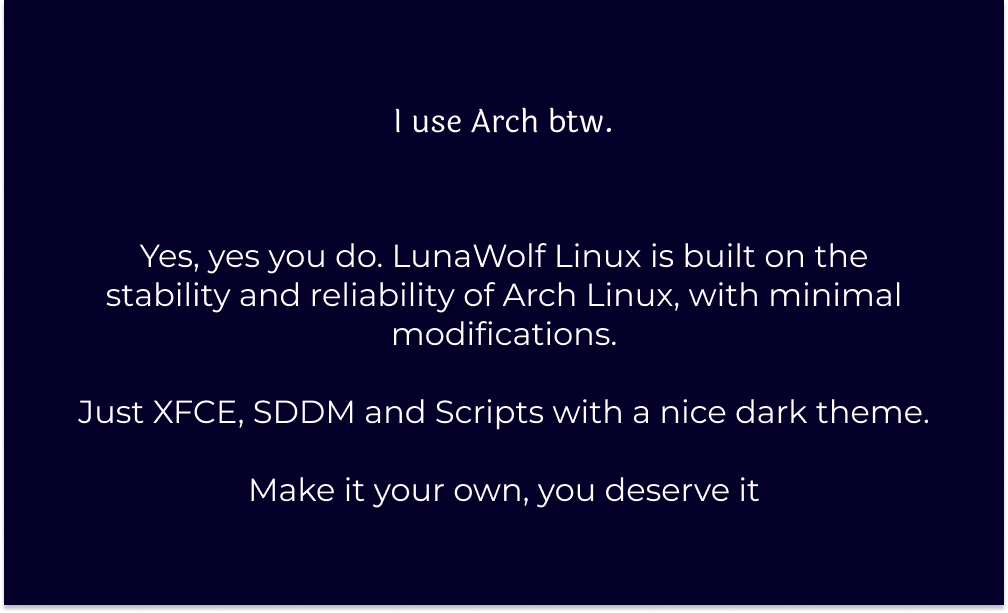 I use Arch btw.
Yes, yes you do. LunaWolf Linux is built on the
stability and reliability of Arch Linux, with minimal
modifications.
Just XFCE, SDDM and Scripts with a nice dark theme.
Make it your own, you deserve it